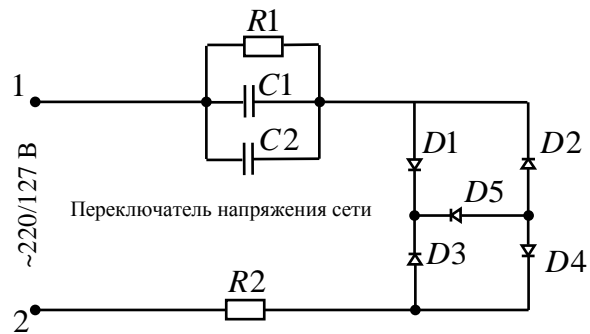 R1
1
C1
C2
D1
D2
~220/127 В
Переключатель напряжения сети
D5
D3
D4
R2
2